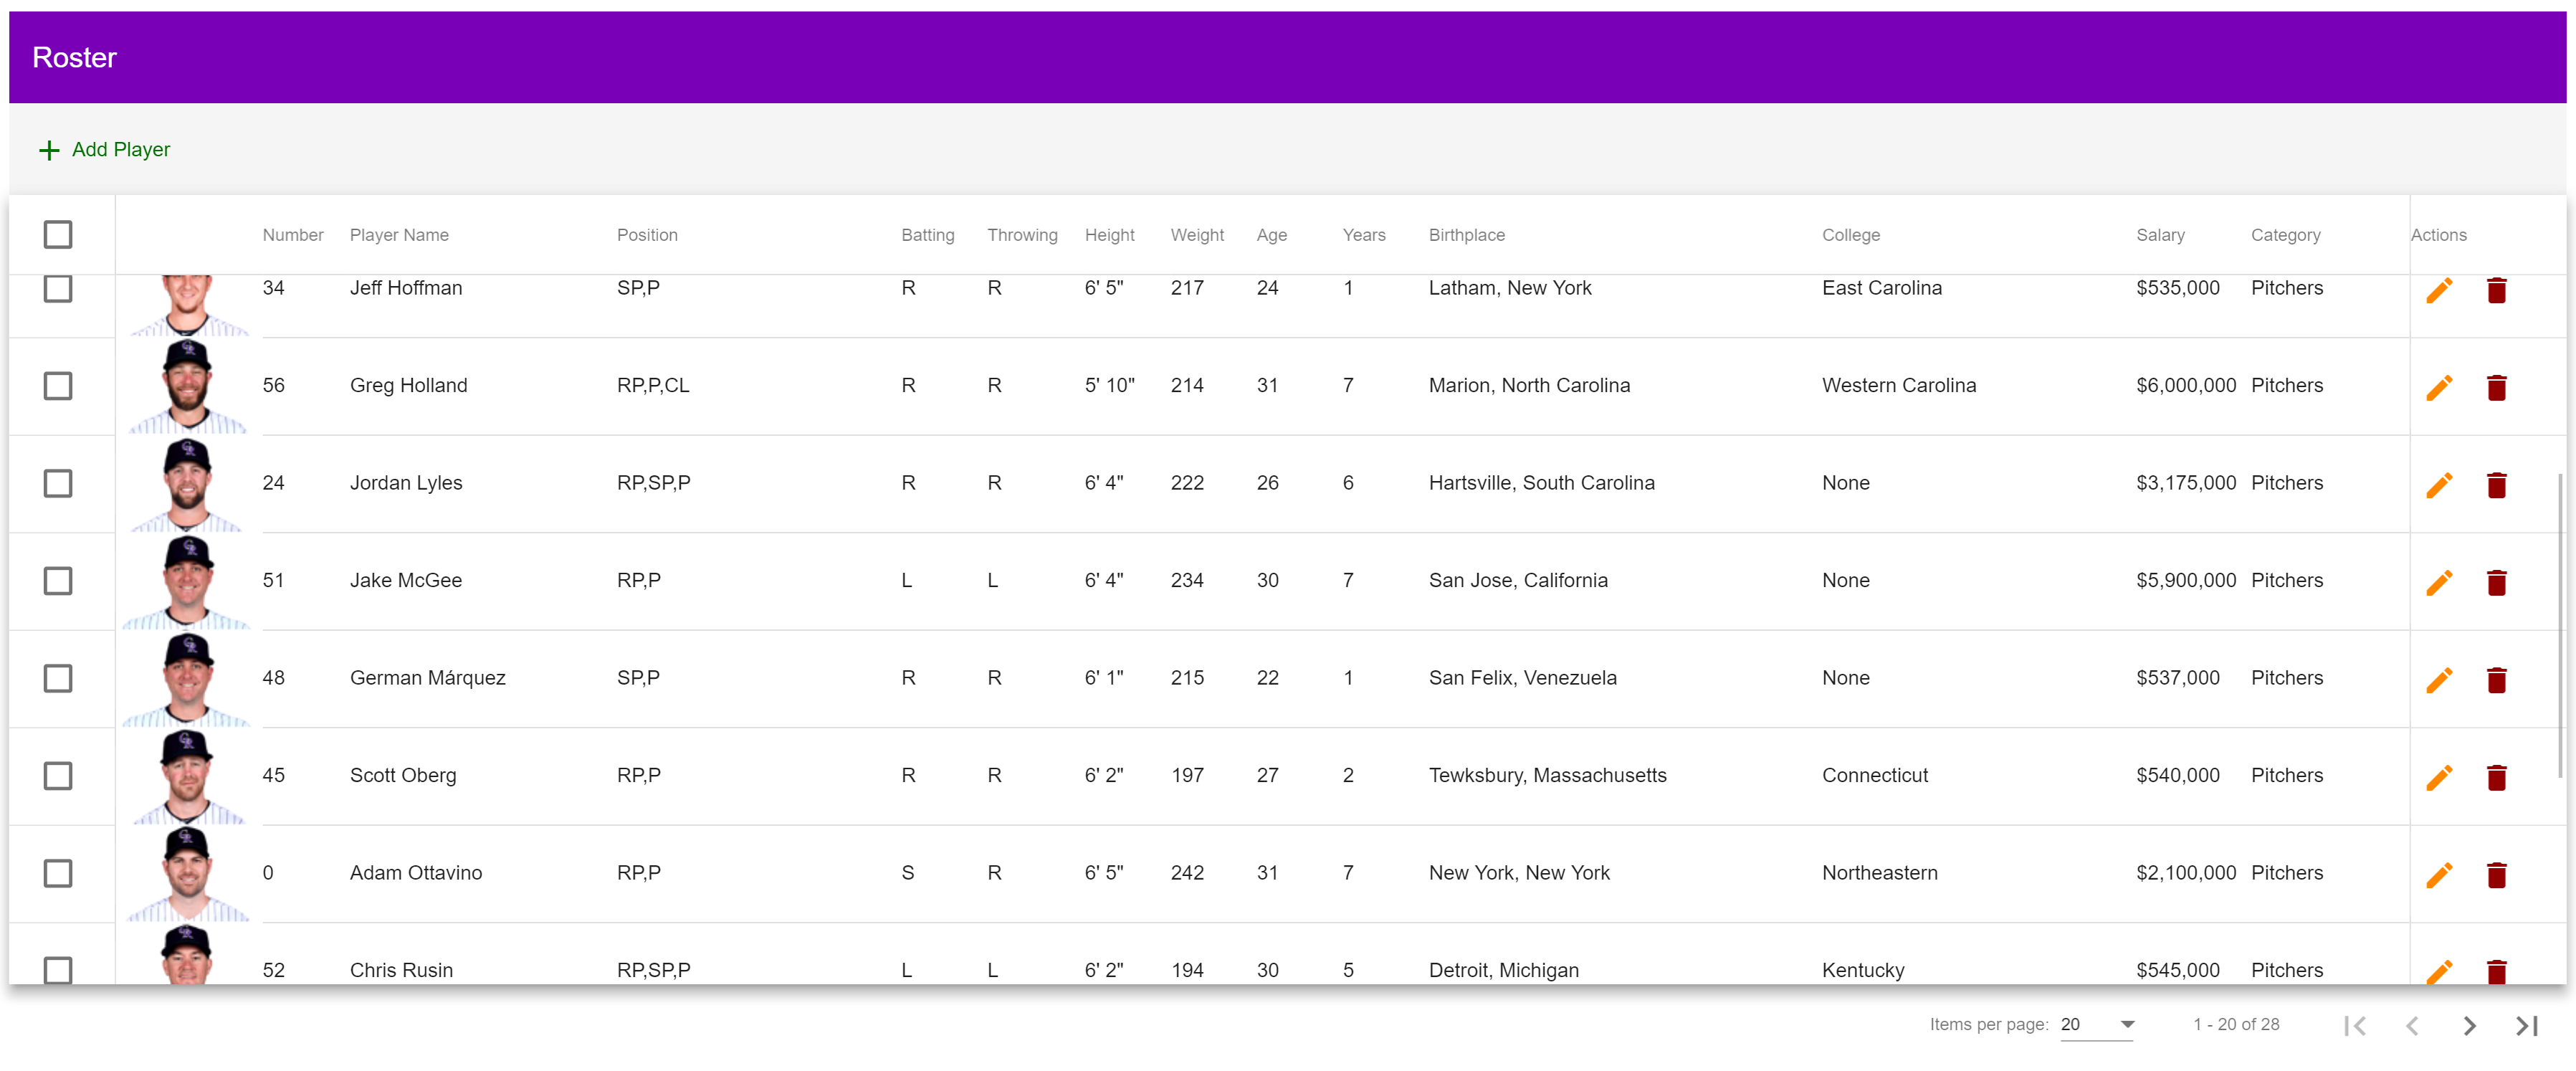 Roster
Add Player
Number Player Name Position Batting Throwing Height Weight Age Years Birthplace College Salary Category Actions
34 Jeff Hoffman SP,P R R 6' 5" 217 24 1 Latham, New York East Carolina $535,000 Pitchers
56 Greg Holland RP,P,CL R R 5' 10" 214 31 7 Marion, North Carolina Western Carolina $6,000,000 Pitchers
24 Jordan Lyles RP,SP,P R R 6' 4" 222 26 6 Hartsville, South Carolina None $3,175,000 Pitchers
51 Jake McGee RP,P L L 6' 4" 234 30 7 San Jose, California None $5,900,000 Pitchers
48 German Márquez SP,P R R 6' 1" 215 22 1 San Felix, Venezuela None $537,000 Pitchers
45 Scott Oberg RP,P R R 6' 2" 197 27 2 Tewksbury, Massachusetts Connecticut $540,000 Pitchers
0 Adam Ottavino RP,P S R 6' 5" 242 31 7 New York, New York Northeastern $2,100,000 Pitchers
52 Chris Rusin RP,SP,P L L 6' 2" 194 30 5 Detroit, Michigan Kentucky $545,000 Pitchers
Items per page: 20 1 - 20 of 28